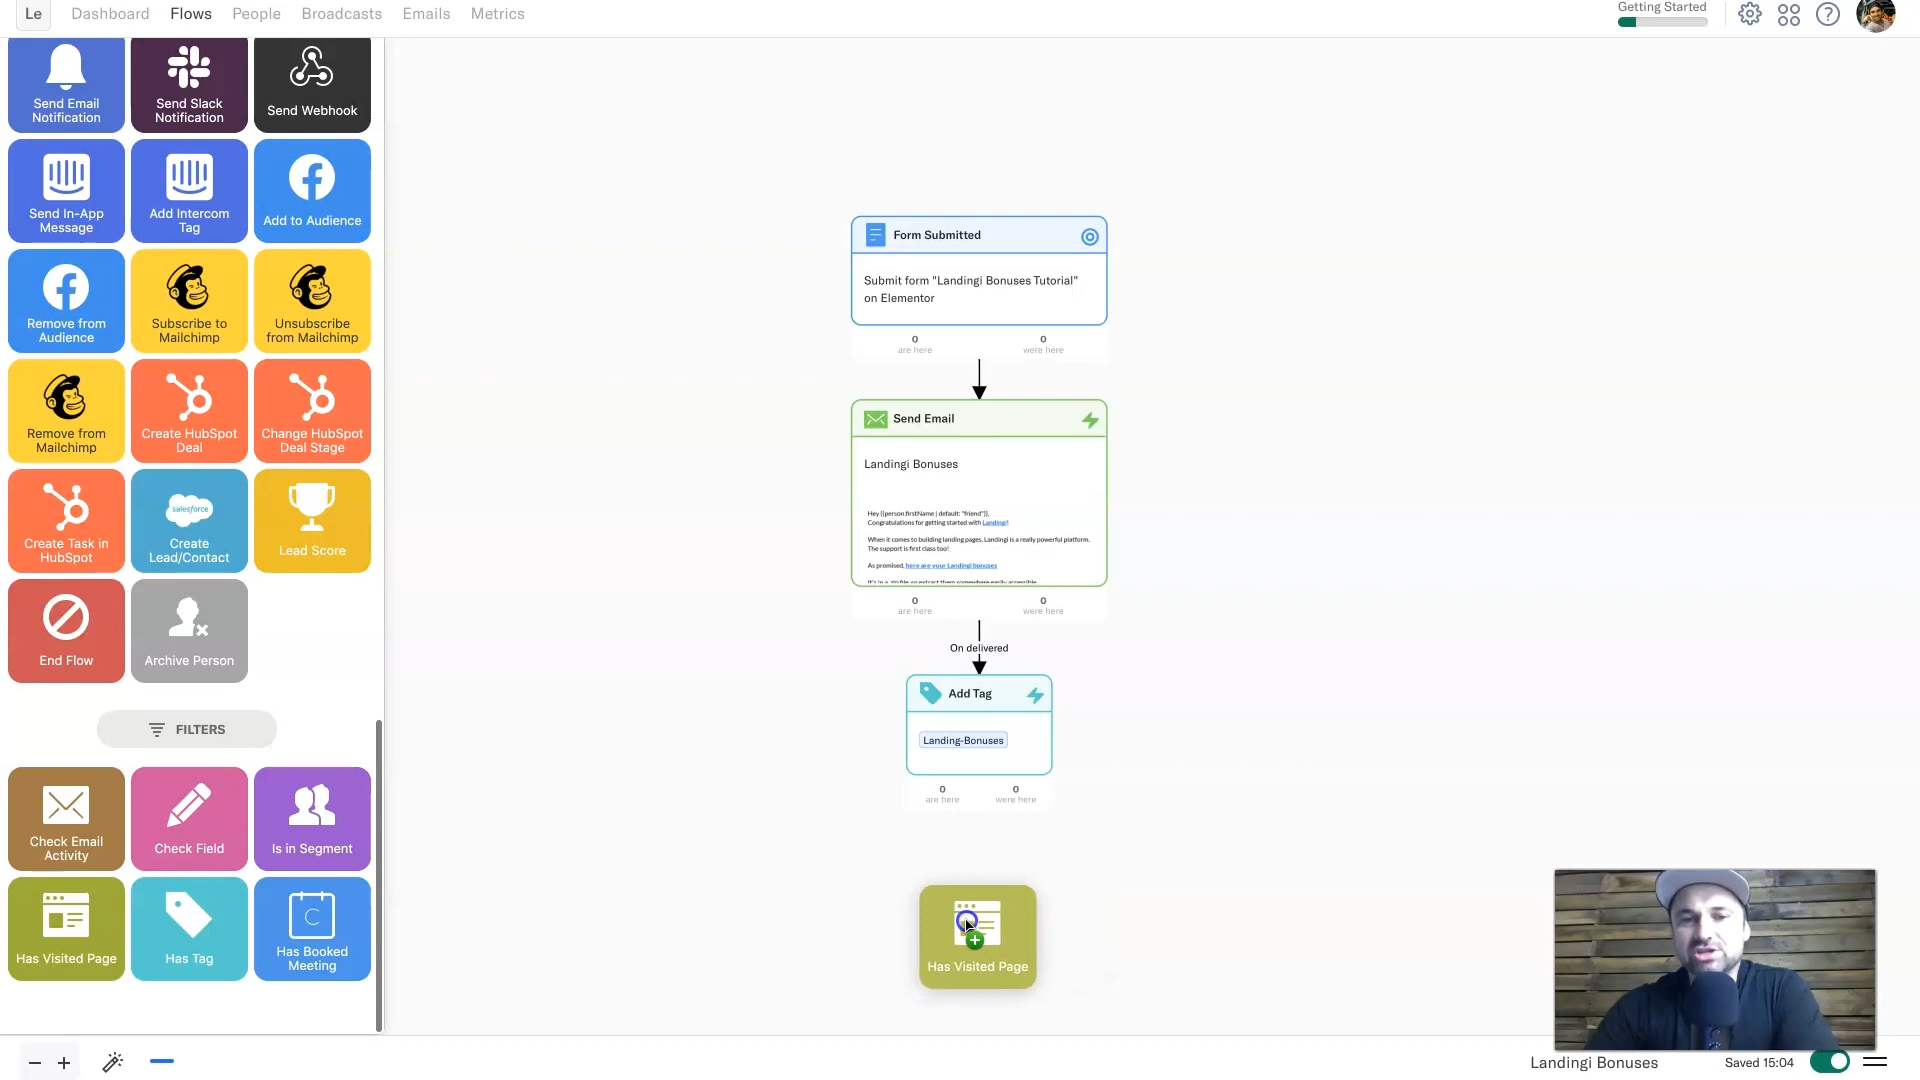 Le
Dashboard
Flows
People
Broadcasts
Emails
Metrics
Getting Started
Send Email
Notification
Send Slack
Notification
Send Webhook
Send In-App
Message
Add Intercom
Tag
Add to Audience
Remove from
Audience
Subscribe to
Mailchimp
Unsubscribe
from Mailchimp
Remove from
Mailchimp
Create HubSpot
Deal
Change HubSpot
Deal Stage
Create Task in
HubSpot
salesforce
Create
Lead/Contact
Lead Score
End Flow
Archive Person
FILTERS
Check Email
Activity
Check Field
Is in Segment
Has Visited Page
Has Tag
C
Has Booked
Meeting
Form Submitted
Submit form "Landingi Bonuses Tutorial"
on Elementor
0
are here
0
were here
Send Email
Landingi Bonuses
Hey {{person.firstName | default: "friend"}},
Congratulations for getting started with Landingi!
When it comes to building landing pages, Landingi is a really powerful platform.
The support is first class too!
As promised, here are your Landingi bonuses
It's in a .zip file, so extract them somewhere easily accessible.
0
are here
0
were here
On delivered
Add Tag
Landing-Bonuses
0
are here
0
were here
Has Visited Page
Landingi Bonuses
Saved 15:04